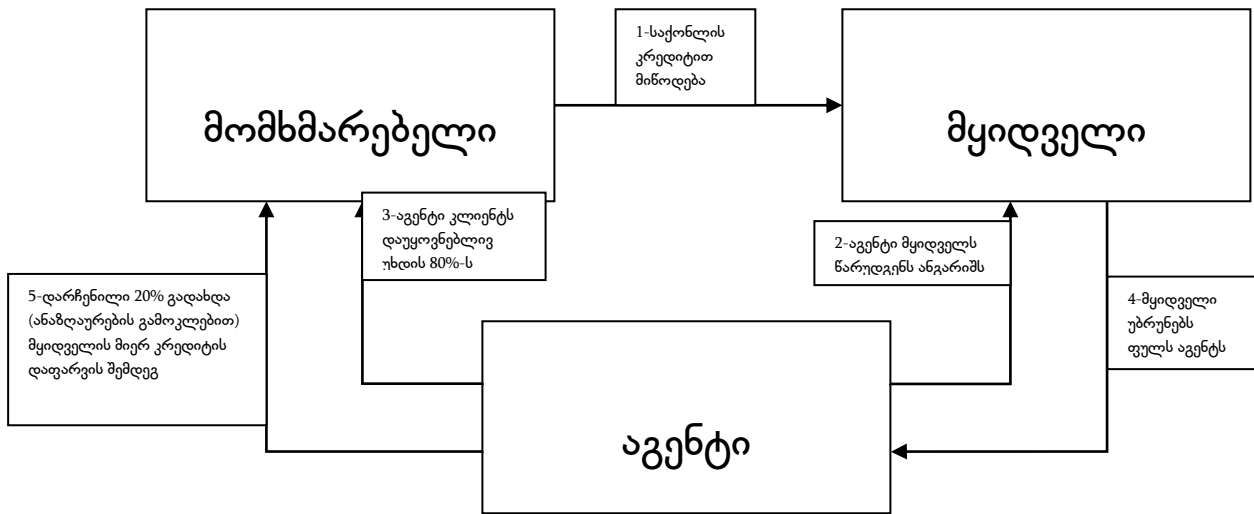 1-საქონლის
კრედიტით
მიწოდება
მომხმარებელი
მყიდველი
3-აგენტი კლიენტს
დაუყოვნებლივ
უხდის 80%-ს
2-აგენტი მყიდველს
წარუდგენს ანგარიშს
5-დარჩენილი 20% გადახდა
(ანაზღაურების გამოკლებით)
მყიდველის მიერ კრედიტის
დაფარვის შემდეგ
4-მყიდველი
უბრუნებს
ფულს აგენტს
აგენტი